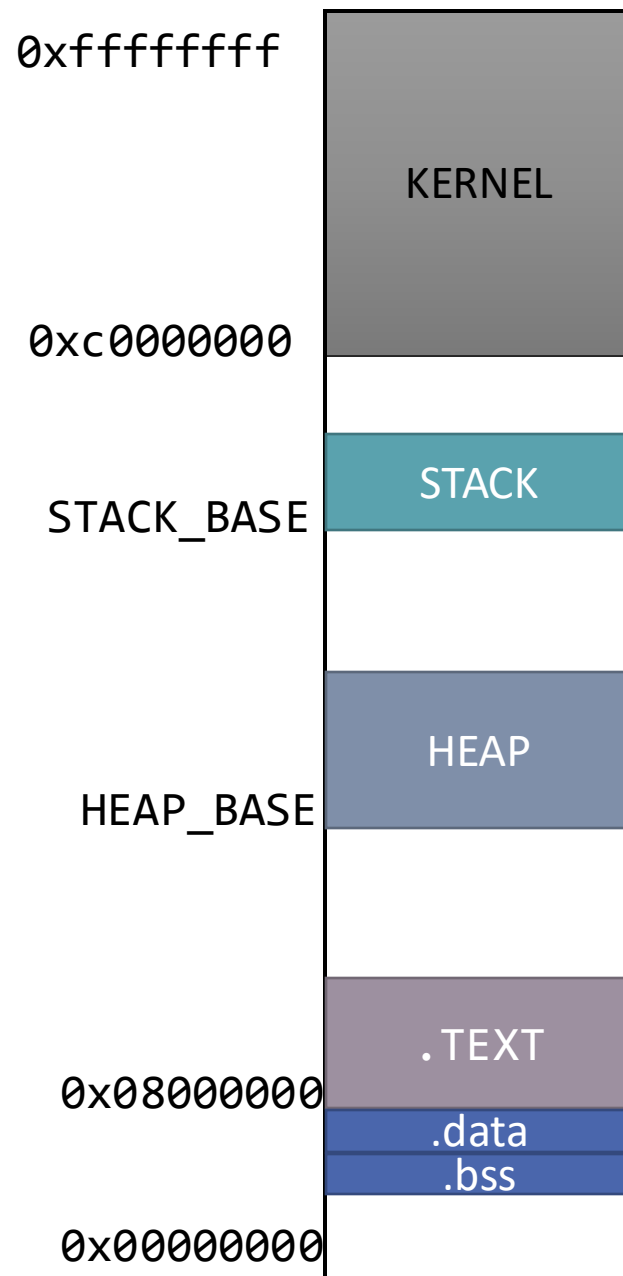 0xffffffff
KERNEL
0xc0000000
STACK
STACK_BASE
HEAP
HEAP_BASE
.TEXT
0x08000000
.data
.bss
0x00000000